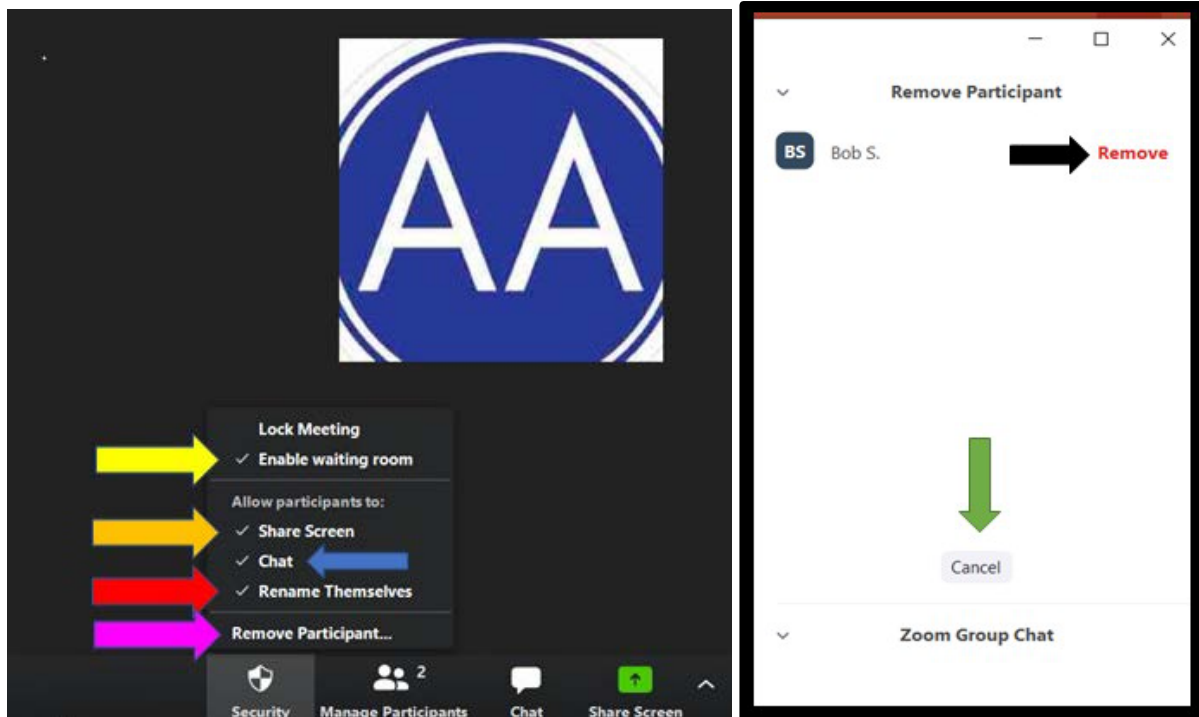 AA
Lock Meeting
✓ Enable waiting room
Allow participants to:
✓ Share Screen
✓ Chat
✓ Rename Themselves
Remove Participant...
2
Security Manage Participants Chat Share Screen
Remove Participant
BS Bob S. Remove
Cancel
Zoom Group Chat